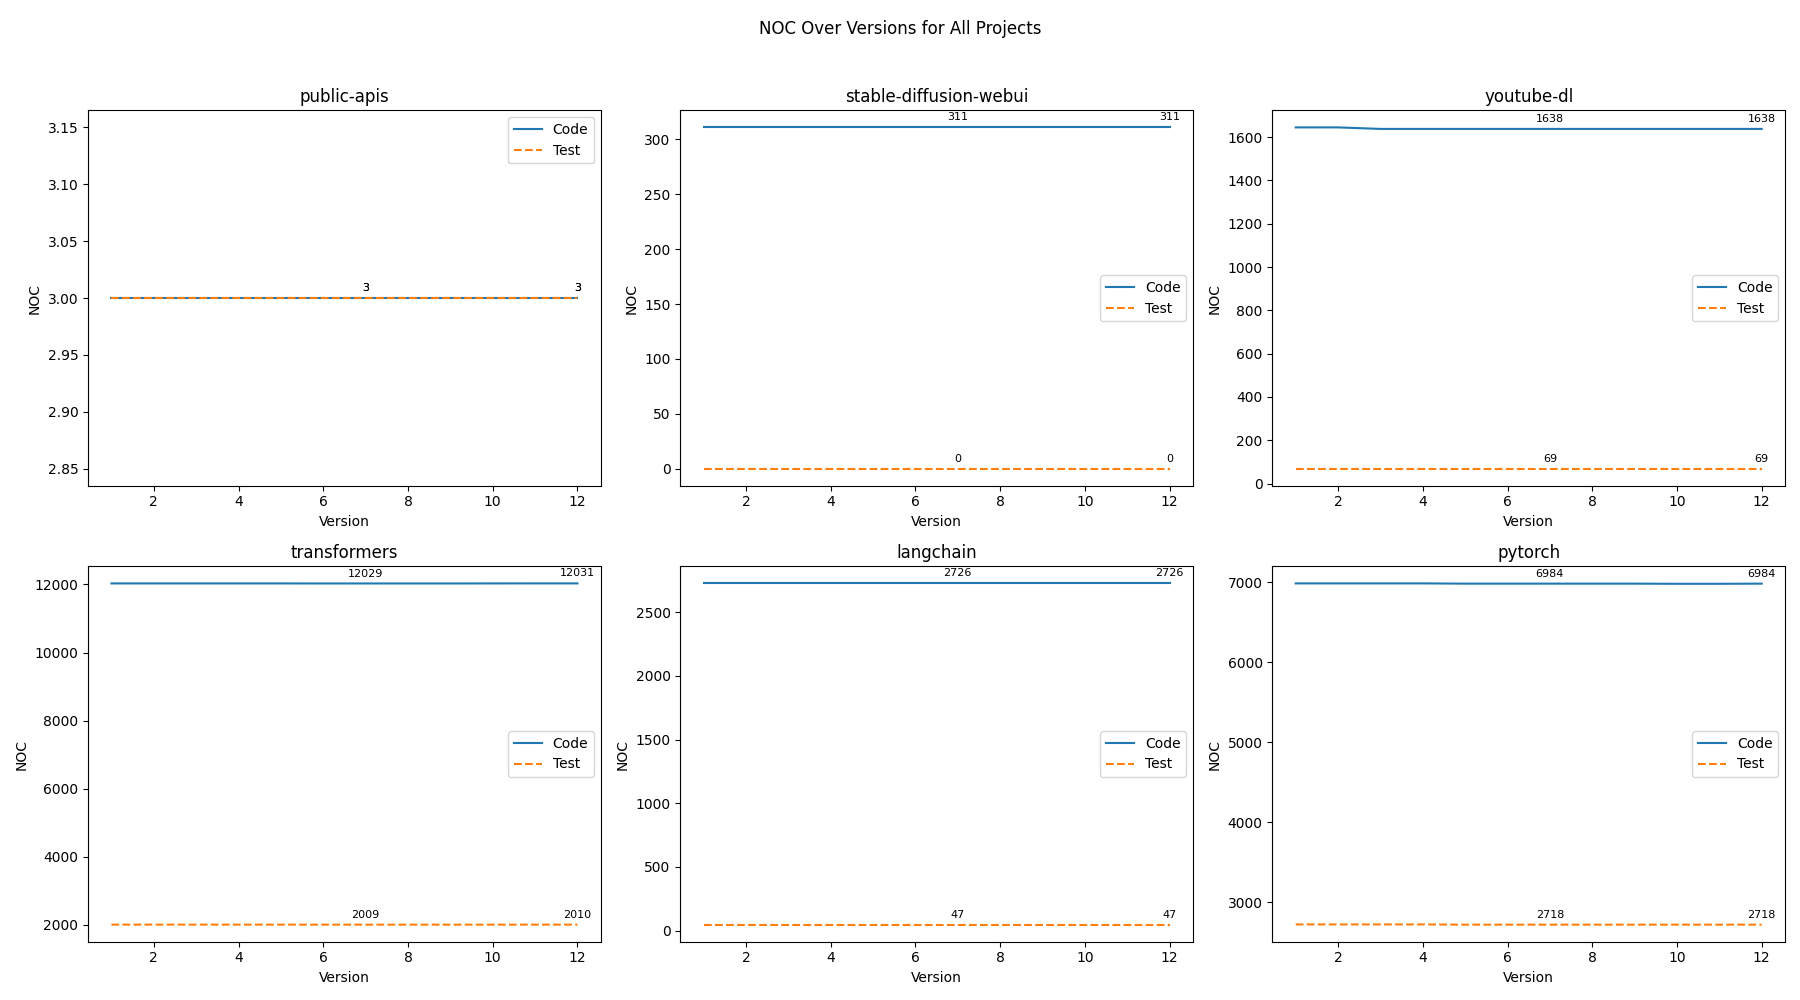 NOC Over Versions for All Projects
public-apis
3.15
3.10
3.05
3.00
2.95
2.90
2.85
NOC
3 3
Code
Test
2 4 6 8 10 12
Version
stable-diffusion-webui
300
250
200
150
100
50
0
NOC
311 311
0 0
Code
Test
2 4 6 8 10 12
Version
youtube-dl
1600
1400
1200
1000
800
600
400
200
0
NOC
1638 1638
69 69
Code
Test
2 4 6 8 10 12
Version
transformers
12000
10000
8000
6000
4000
2000
NOC
12029 12031
2009 2010
Code
Test
2 4 6 8 10 12
Version
langchain
2500
2000
1500
1000
500
0
NOC
2726 2726
47 47
Code
Test
2 4 6 8 10 12
Version
pytorch
7000
6000
5000
4000
3000
NOC
6984 6984
2718 2718
Code
Test
2 4 6 8 10 12
Version